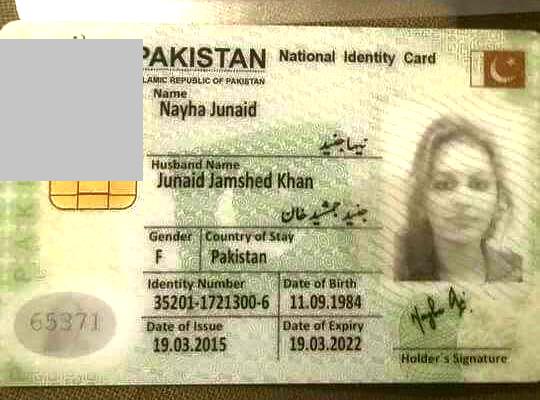 PAKISTAN National Identity Card
LAMIC REPUBLIC OF PAKISTAN
Name
Nayha Junaid
نیہا جنید
Husband Name
Junaid Jamshed Khan
جنید جمشید خان
Gender Country of Stay
F Pakistan
Identity Number Date of Birth
35201-1721300-6 11.09.1984
Date of Issue Date of Expiry
19.03.2015 19.03.2022
65371
Holder's Signature